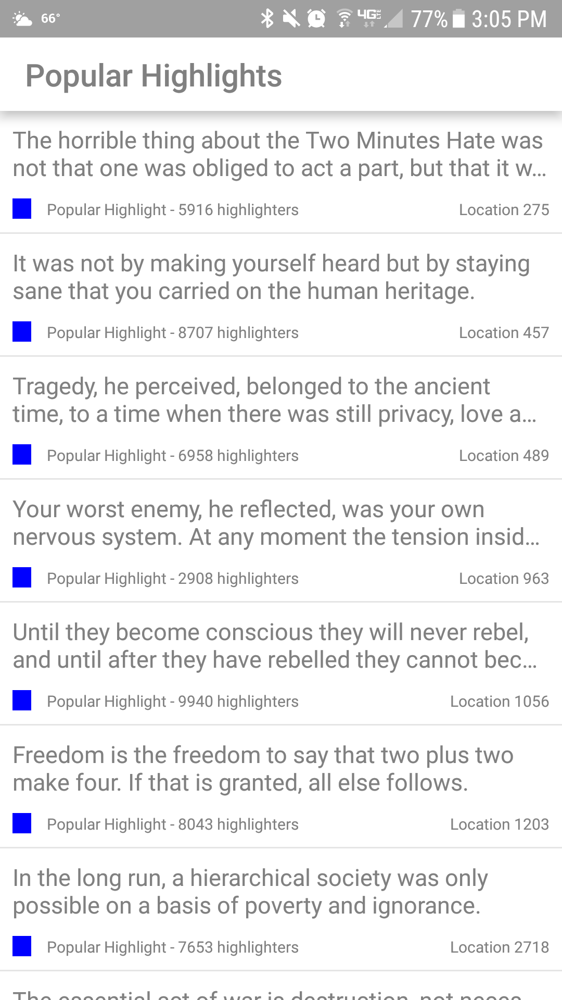 66°
4G LTE 77% 3:05 PM
Popular Highlights
The horrible thing about the Two Minutes Hate was
not that one was obliged to act a part, but that it w...
Popular Highlight - 5916 highlighters Location 275
It was not by making yourself heard but by staying
sane that you carried on the human heritage.
Popular Highlight - 8707 highlighters Location 457
Tragedy, he perceived, belonged to the ancient
time, to a time when there was still privacy, love a...
Popular Highlight - 6958 highlighters Location 489
Your worst enemy, he reflected, was your own
nervous system. At any moment the tension insid...
Popular Highlight - 2908 highlighters Location 963
Until they become conscious they will never rebel,
and until after they have rebelled they cannot bec...
Popular Highlight - 9940 highlighters Location 1056
Freedom is the freedom to say that two plus two
make four. If that is granted, all else follows.
Popular Highlight - 8043 highlighters Location 1203
In the long run, a hierarchical society was only
possible on a basis of poverty and ignorance.
Popular Highlight - 7653 highlighters Location 2718
The essential act of war is destruction, not neces